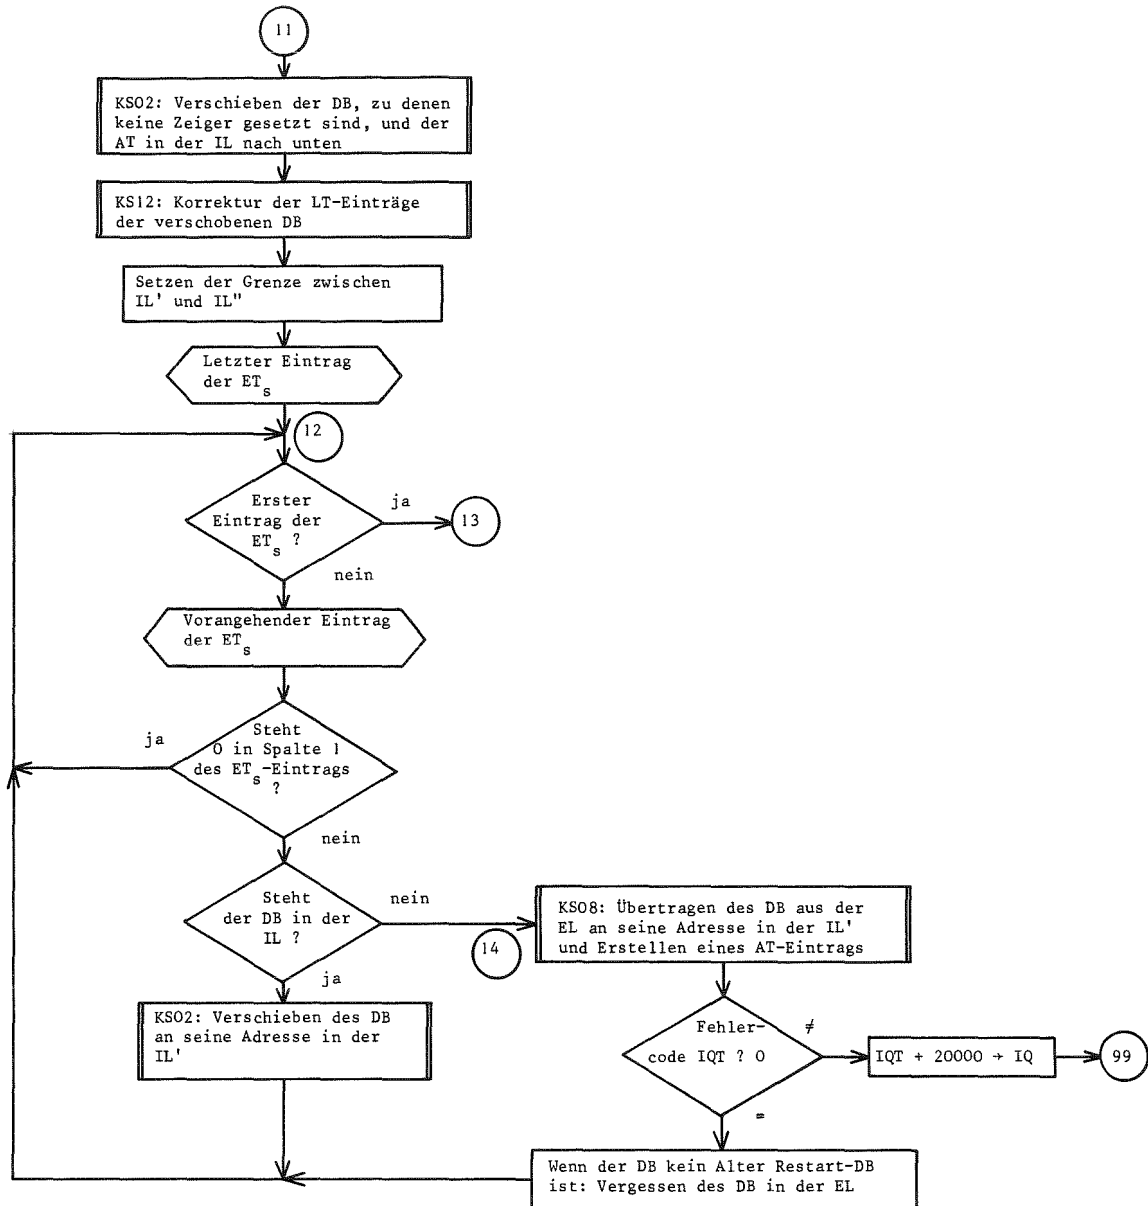 11
KS02: Verschieben der DB, zu denen
keine Zeiger gesetzt sind, und der
AT in der IL nach unten
KS12: Korrektur der LT-Einträge
der verschobenen DB
Setzen der Grenze zwischen
IL' und IL"
Letzter Eintrag
der ET_s
12
Erster
Eintrag der
ET_s ?
ja
13
nein
Vorangehender Eintrag
der ET_s
Steht
0 in Spalte 1
des ET_s-Eintrags
?
ja
nein
Steht
der DB in der
IL ?
nein
14
KS08: Übertragen des DB aus der
EL an seine Adresse in der IL'
und Erstellen eines AT-Eintrags
ja
KS02: Verschieben des DB
an seine Adresse in der
IL'
Fehler-
code IQT ? 0
≠
IQT + 20000 → IQ
99
=
Wenn der DB kein Alter Restart-DB
ist: Vergessen des DB in der EL